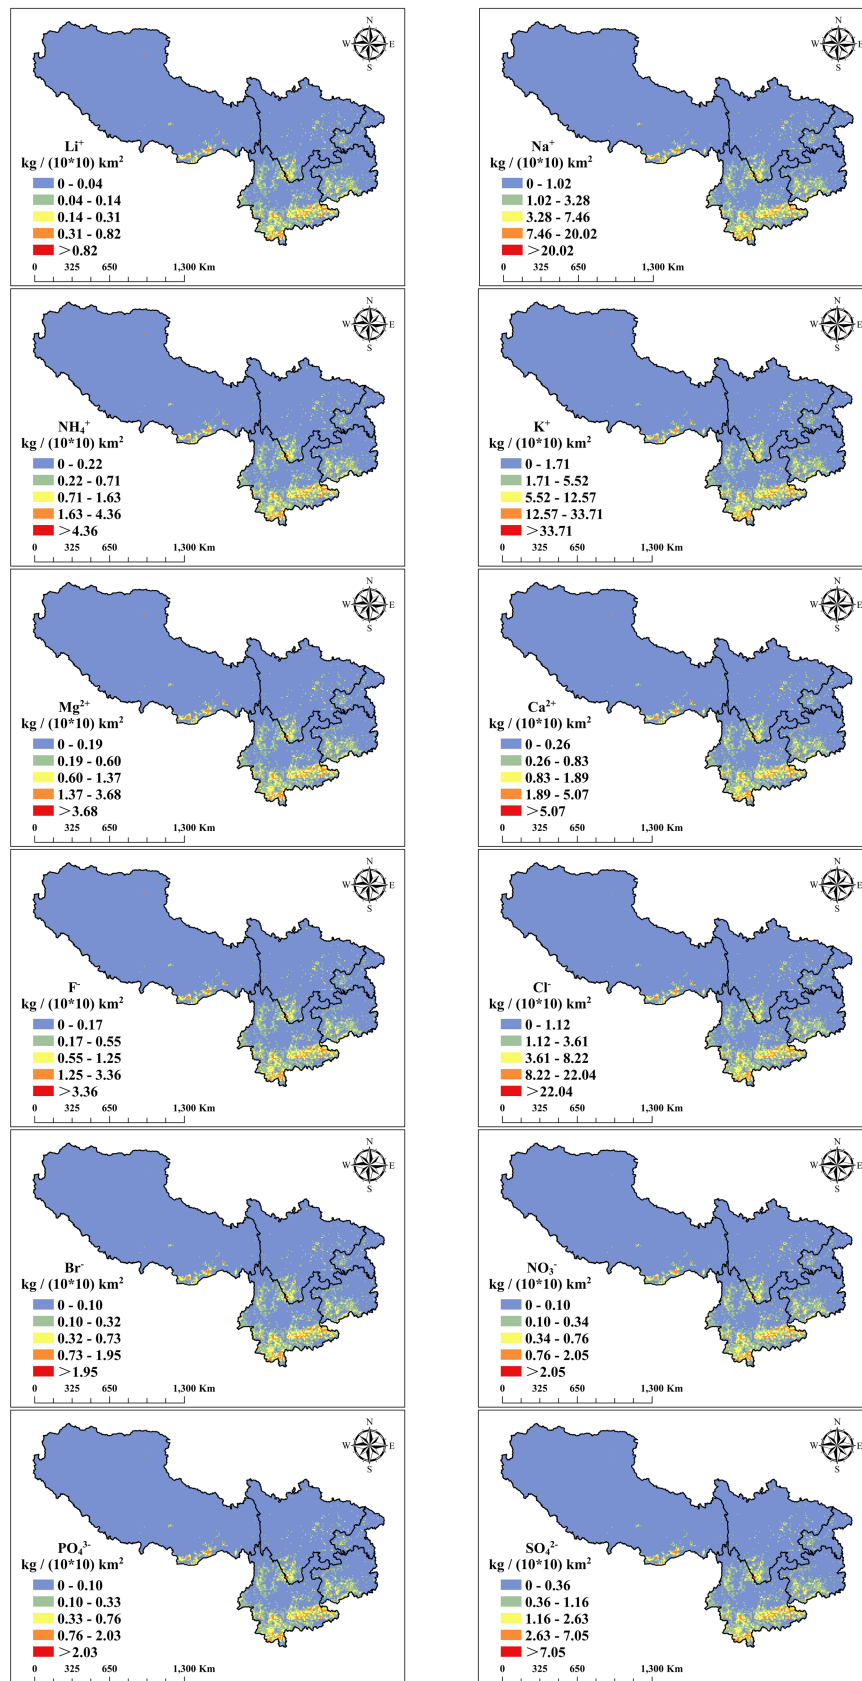 N
W E
S
Li⁺
kg / (10*10) km²
0 - 0.04
0.04 - 0.14
0.14 - 0.31
0.31 - 0.82
>0.82
0 325 650 1,300 Km
N
W E
S
Na⁺
kg / (10*10) km²
0 - 1.02
1.02 - 3.28
3.28 - 7.46
7.46 - 20.02
>20.02
0 325 650 1,300 Km
N
W E
S
NH₄⁺
kg / (10*10) km²
0 - 0.22
0.22 - 0.71
0.71 - 1.63
1.63 - 4.36
>4.36
0 325 650 1,300 Km
N
W E
S
K⁺
kg / (10*10) km²
0 - 1.71
1.71 - 5.52
5.52 - 12.57
12.57 - 33.71
>33.71
0 325 650 1,300 Km
N
W E
S
Mg²⁺
kg / (10*10) km²
0 - 0.19
0.19 - 0.60
0.60 - 1.37
1.37 - 3.68
>3.68
0 325 650 1,300 Km
N
W E
S
Ca²⁺
kg / (10*10) km²
0 - 0.26
0.26 - 0.83
0.83 - 1.89
1.89 - 5.07
>5.07
0 325 650 1,300 Km
N
W E
S
F⁻
kg / (10*10) km²
0 - 0.17
0.17 - 0.55
0.55 - 1.25
1.25 - 3.36
>3.36
0 325 650 1,300 Km
N
W E
S
Cl⁻
kg / (10*10) km²
0 - 1.12
1.12 - 3.61
3.61 - 8.22
8.22 - 22.04
>22.04
0 325 650 1,300 Km
N
W E
S
Br⁻
kg / (10*10) km²
0 - 0.10
0.10 - 0.32
0.32 - 0.73
0.73 - 1.95
>1.95
0 325 650 1,300 Km
N
W E
S
NO₃⁻
kg / (10*10) km²
0 - 0.10
0.10 - 0.34
0.34 - 0.76
0.76 - 2.05
>2.05
0 325 650 1,300 Km
N
W E
S
PO₄³⁻
kg / (10*10) km²
0 - 0.10
0.10 - 0.33
0.33 - 0.76
0.76 - 2.03
>2.03
0 325 650 1,300 Km
N
W E
S
SO₄²⁻
kg / (10*10) km²
0 - 0.36
0.36 - 1.16
1.16 - 2.63
2.63 - 7.05
>7.05
0 325 650 1,300 Km